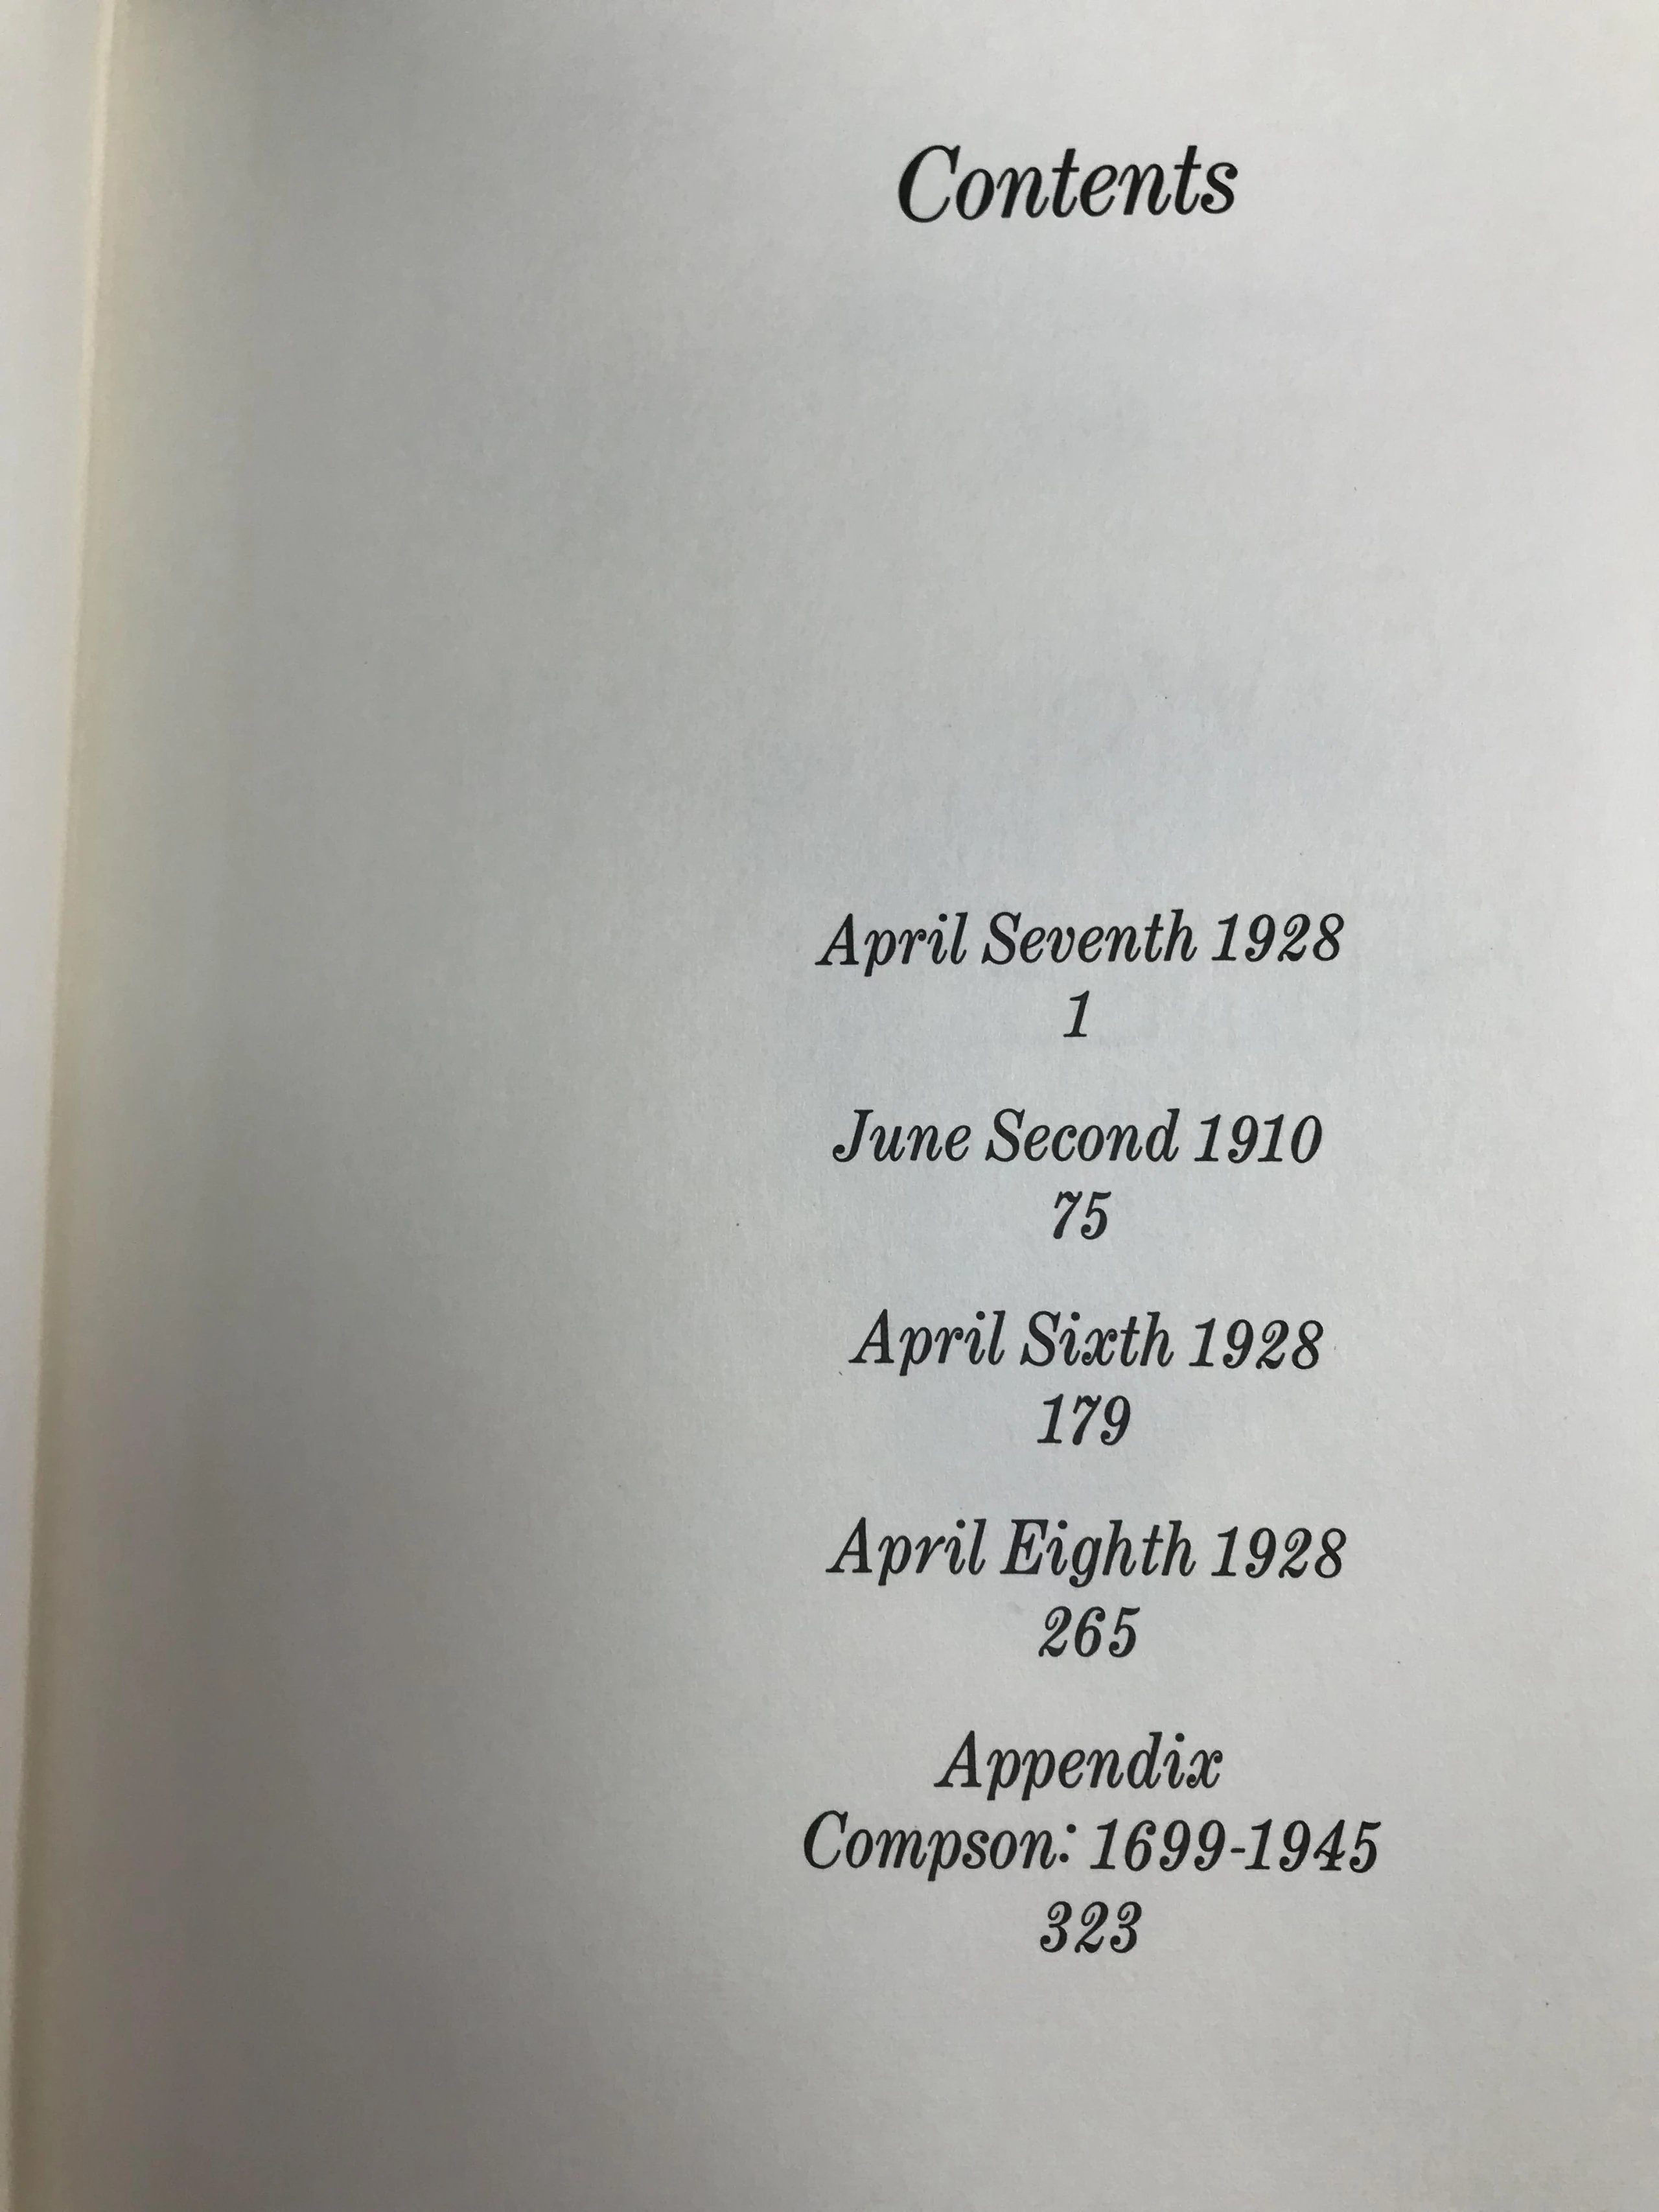 Contents
April Seventh 1928
1
June Second 1910
75
April Sixth 1928
179
April Eighth 1928
265
Appendix
Compson: 1699-1945
323